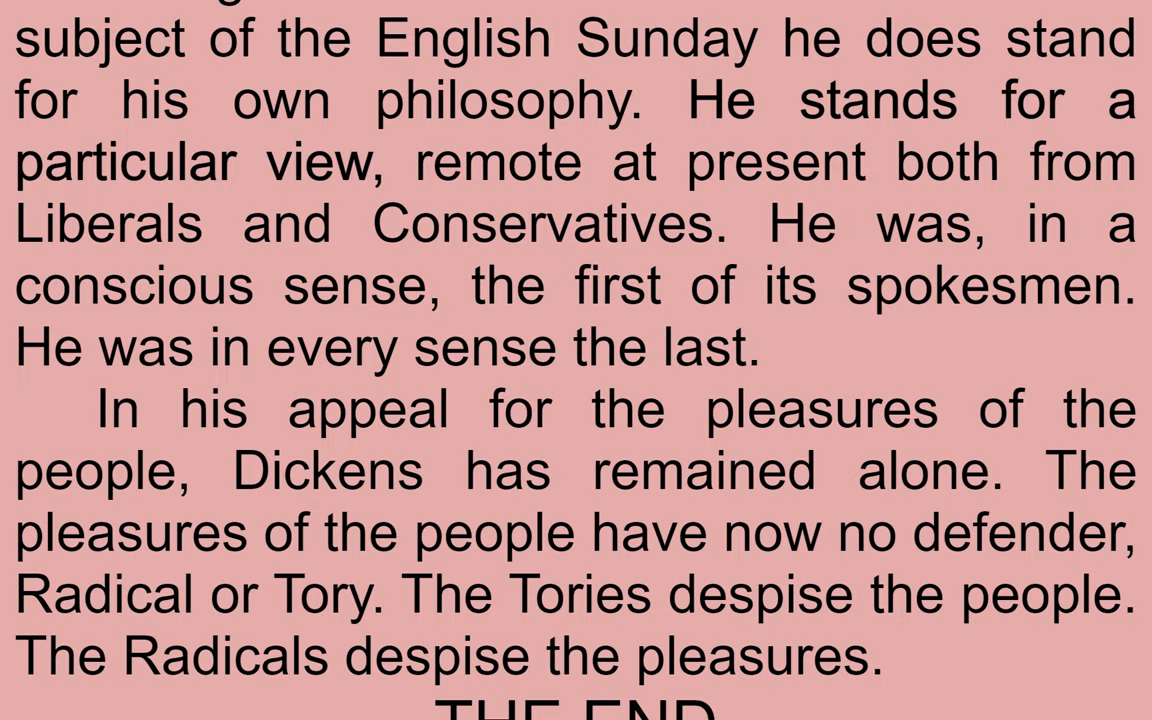 subject of the English Sunday he does stand
for his own philosophy. He stands for a
particular view, remote at present both from
Liberals and Conservatives. He was, in a
conscious sense, the first of its spokesmen.
He was in every sense the last.
In his appeal for the pleasures of the
people, Dickens has remained alone. The
pleasures of the people have now no defender,
Radical or Tory. The Tories despise the people.
The Radicals despise the pleasures.
THE END